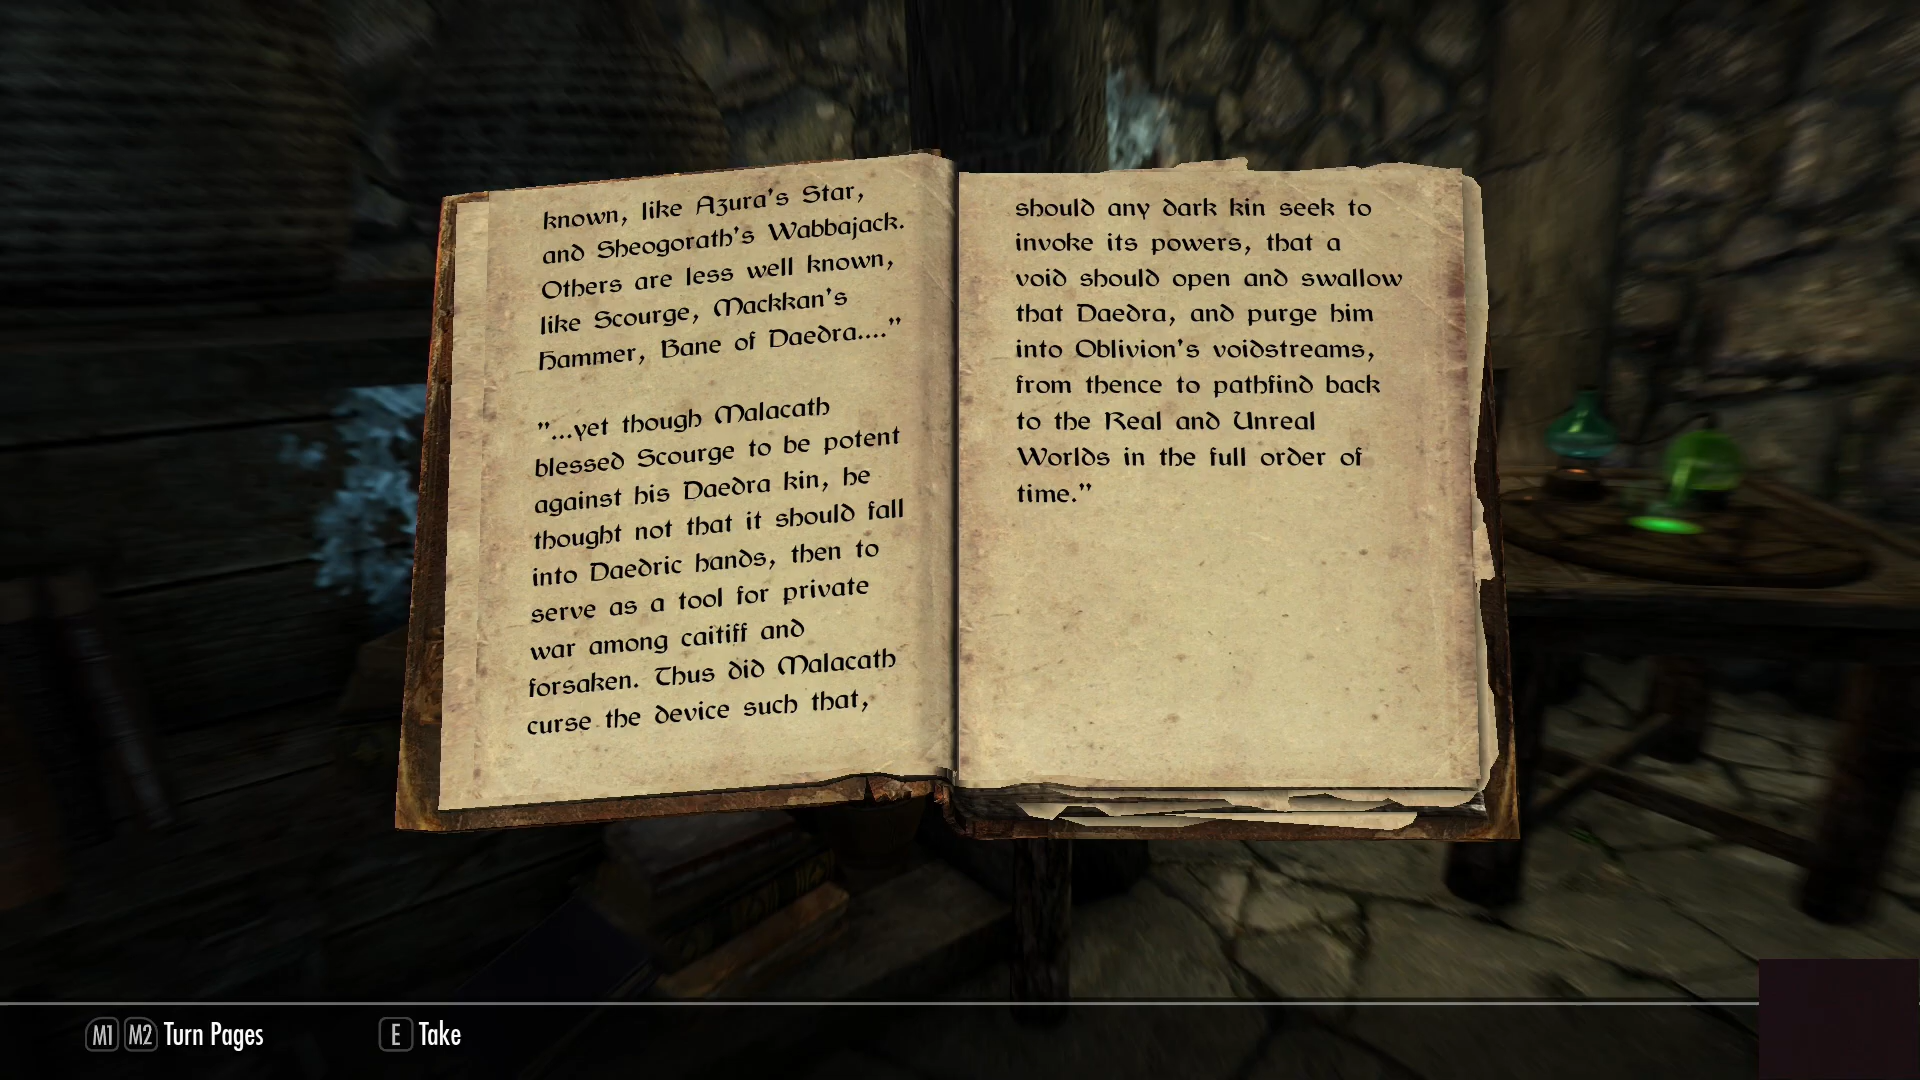 known, like Azura's Star,
and Sheogorath's Wabbajack.
Others are less well known,
like Scourge, Mackkan's
Hammer, Bane of Daedra...."
"...yet though Malacath
blessed Scourge to be potent
against his Daedra kin, he
thought not that it should fall
into Daedric hands, then to
serve as a tool for private
war among caitiff and
forsaken. Thus did Malacath
curse the device such that,
should any dark kin seek to
invoke its powers, that a
void should open and swallow
that Daedra, and purge him
into Oblivion's voidstreams,
from thence to pathfind back
to the Real and Unreal
Worlds in the full order of
time."
M1 M2 Turn Pages
E Take